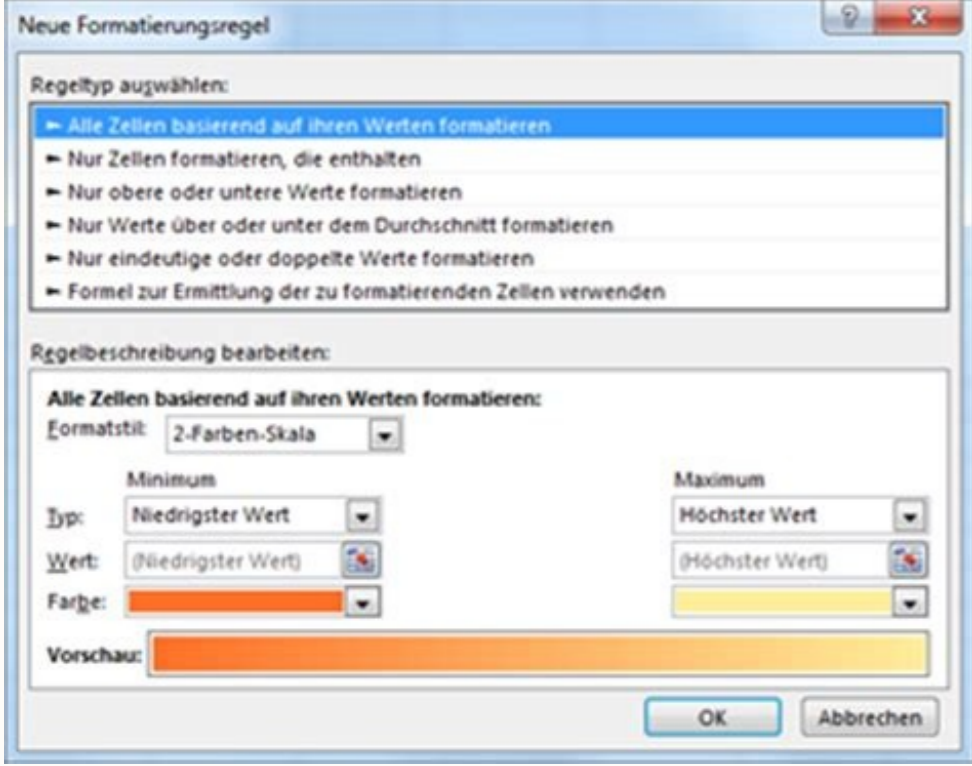 Neue Formatierungsregel
?
Regeltyp auswählen:
► Alle Zellen basierend auf ihren Werten formatieren
► Nur Zellen formatieren, die enthalten
► Nur obere oder untere Werte formatieren
► Nur Werte über oder unter dem Durchschnitt formatieren
► Nur eindeutige oder doppelte Werte formatieren
► Formel zur Ermittlung der zu formatierenden Zellen verwenden
Regelbeschreibung bearbeiten:
Alle Zellen basierend auf ihren Werten formatieren:
Formatstil: 2-Farben-Skala
Minimum Maximum
Typ: Niedrigster Wert Höchster Wert
Wert: (Niedrigster Wert) (Höchster Wert)
Farbe:
Vorschau:
OK Abbrechen